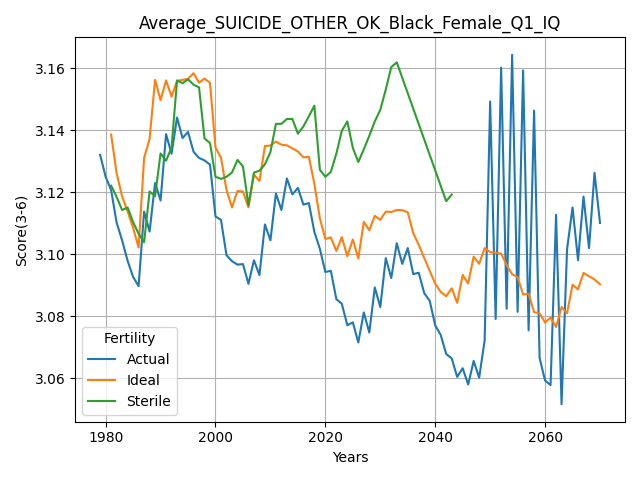 Average_SUICIDE_OTHER_OK_Black_Female_Q1_IQ
Score(3-6)
3.16
3.14
3.12
3.10
3.08
3.06
Fertility
Actual
Ideal
Sterile
1980 2000 2020 2040 2060
Years